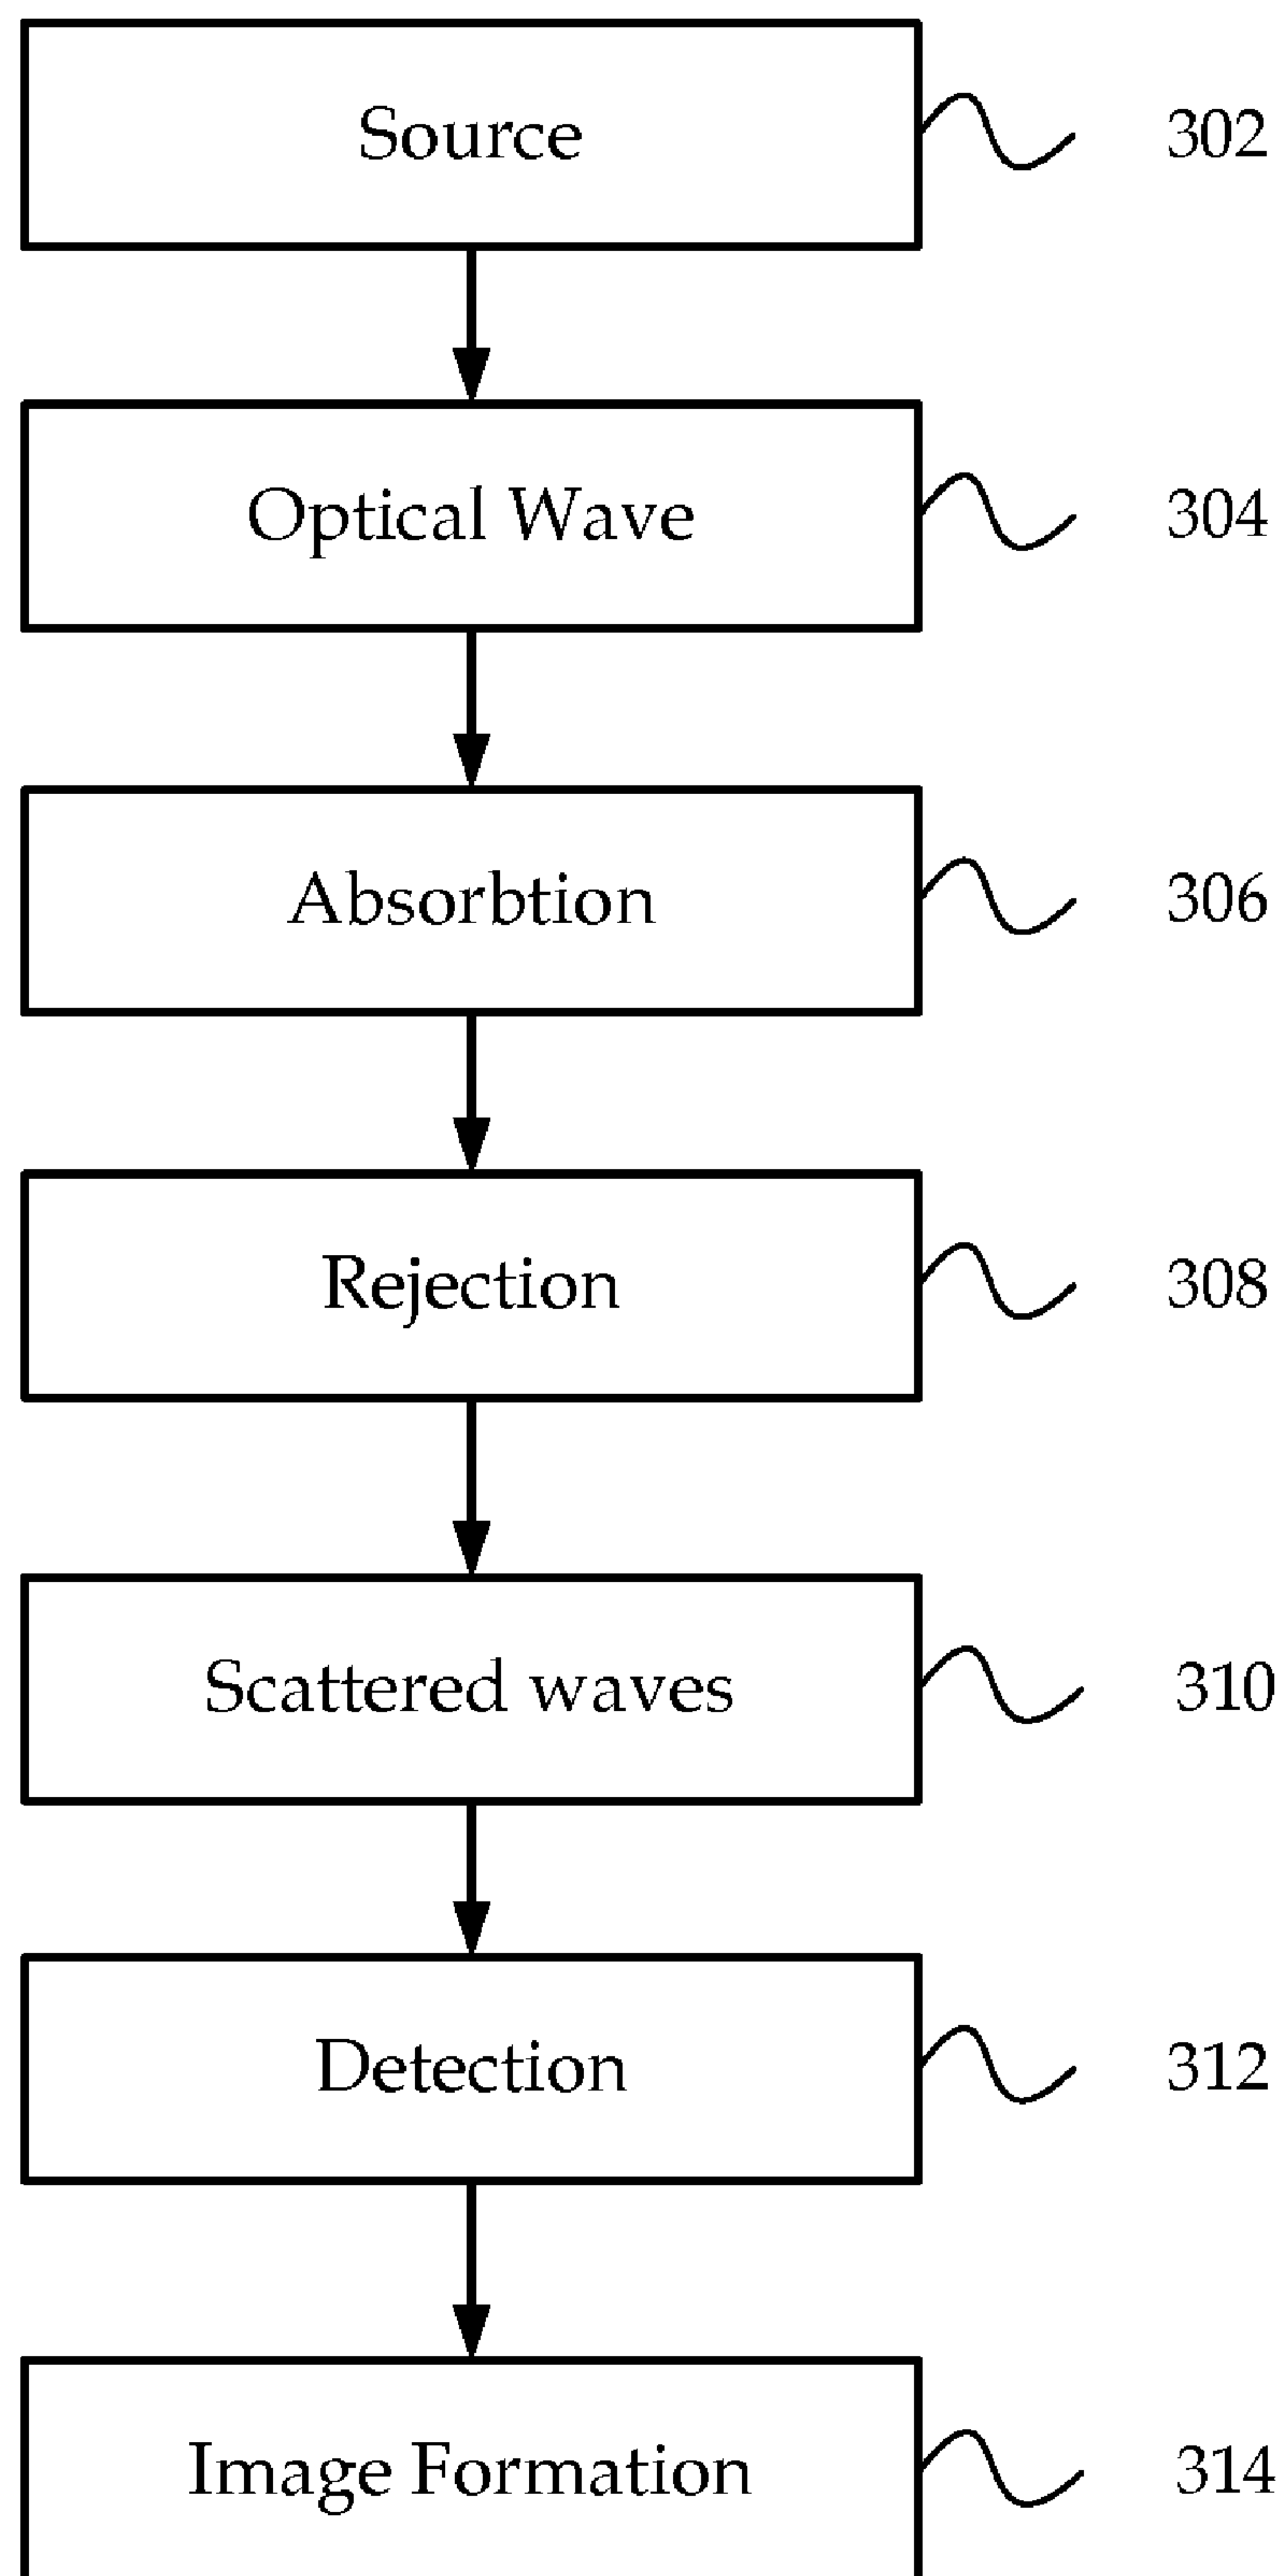 Source 302
Optical Wave 304
Absorbtion 306
Rejection 308
Scattered waves 310
Detection 312
Image Formation 314